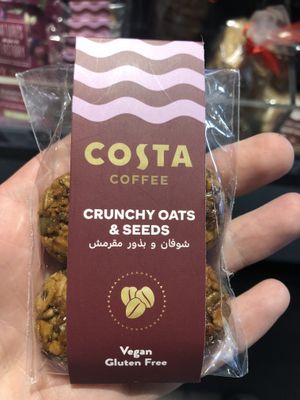 COSTA
COFFEE
CRUNCHY OATS
& SEEDS
شوفان و بذور مقرمش
Vegan
Gluten Free